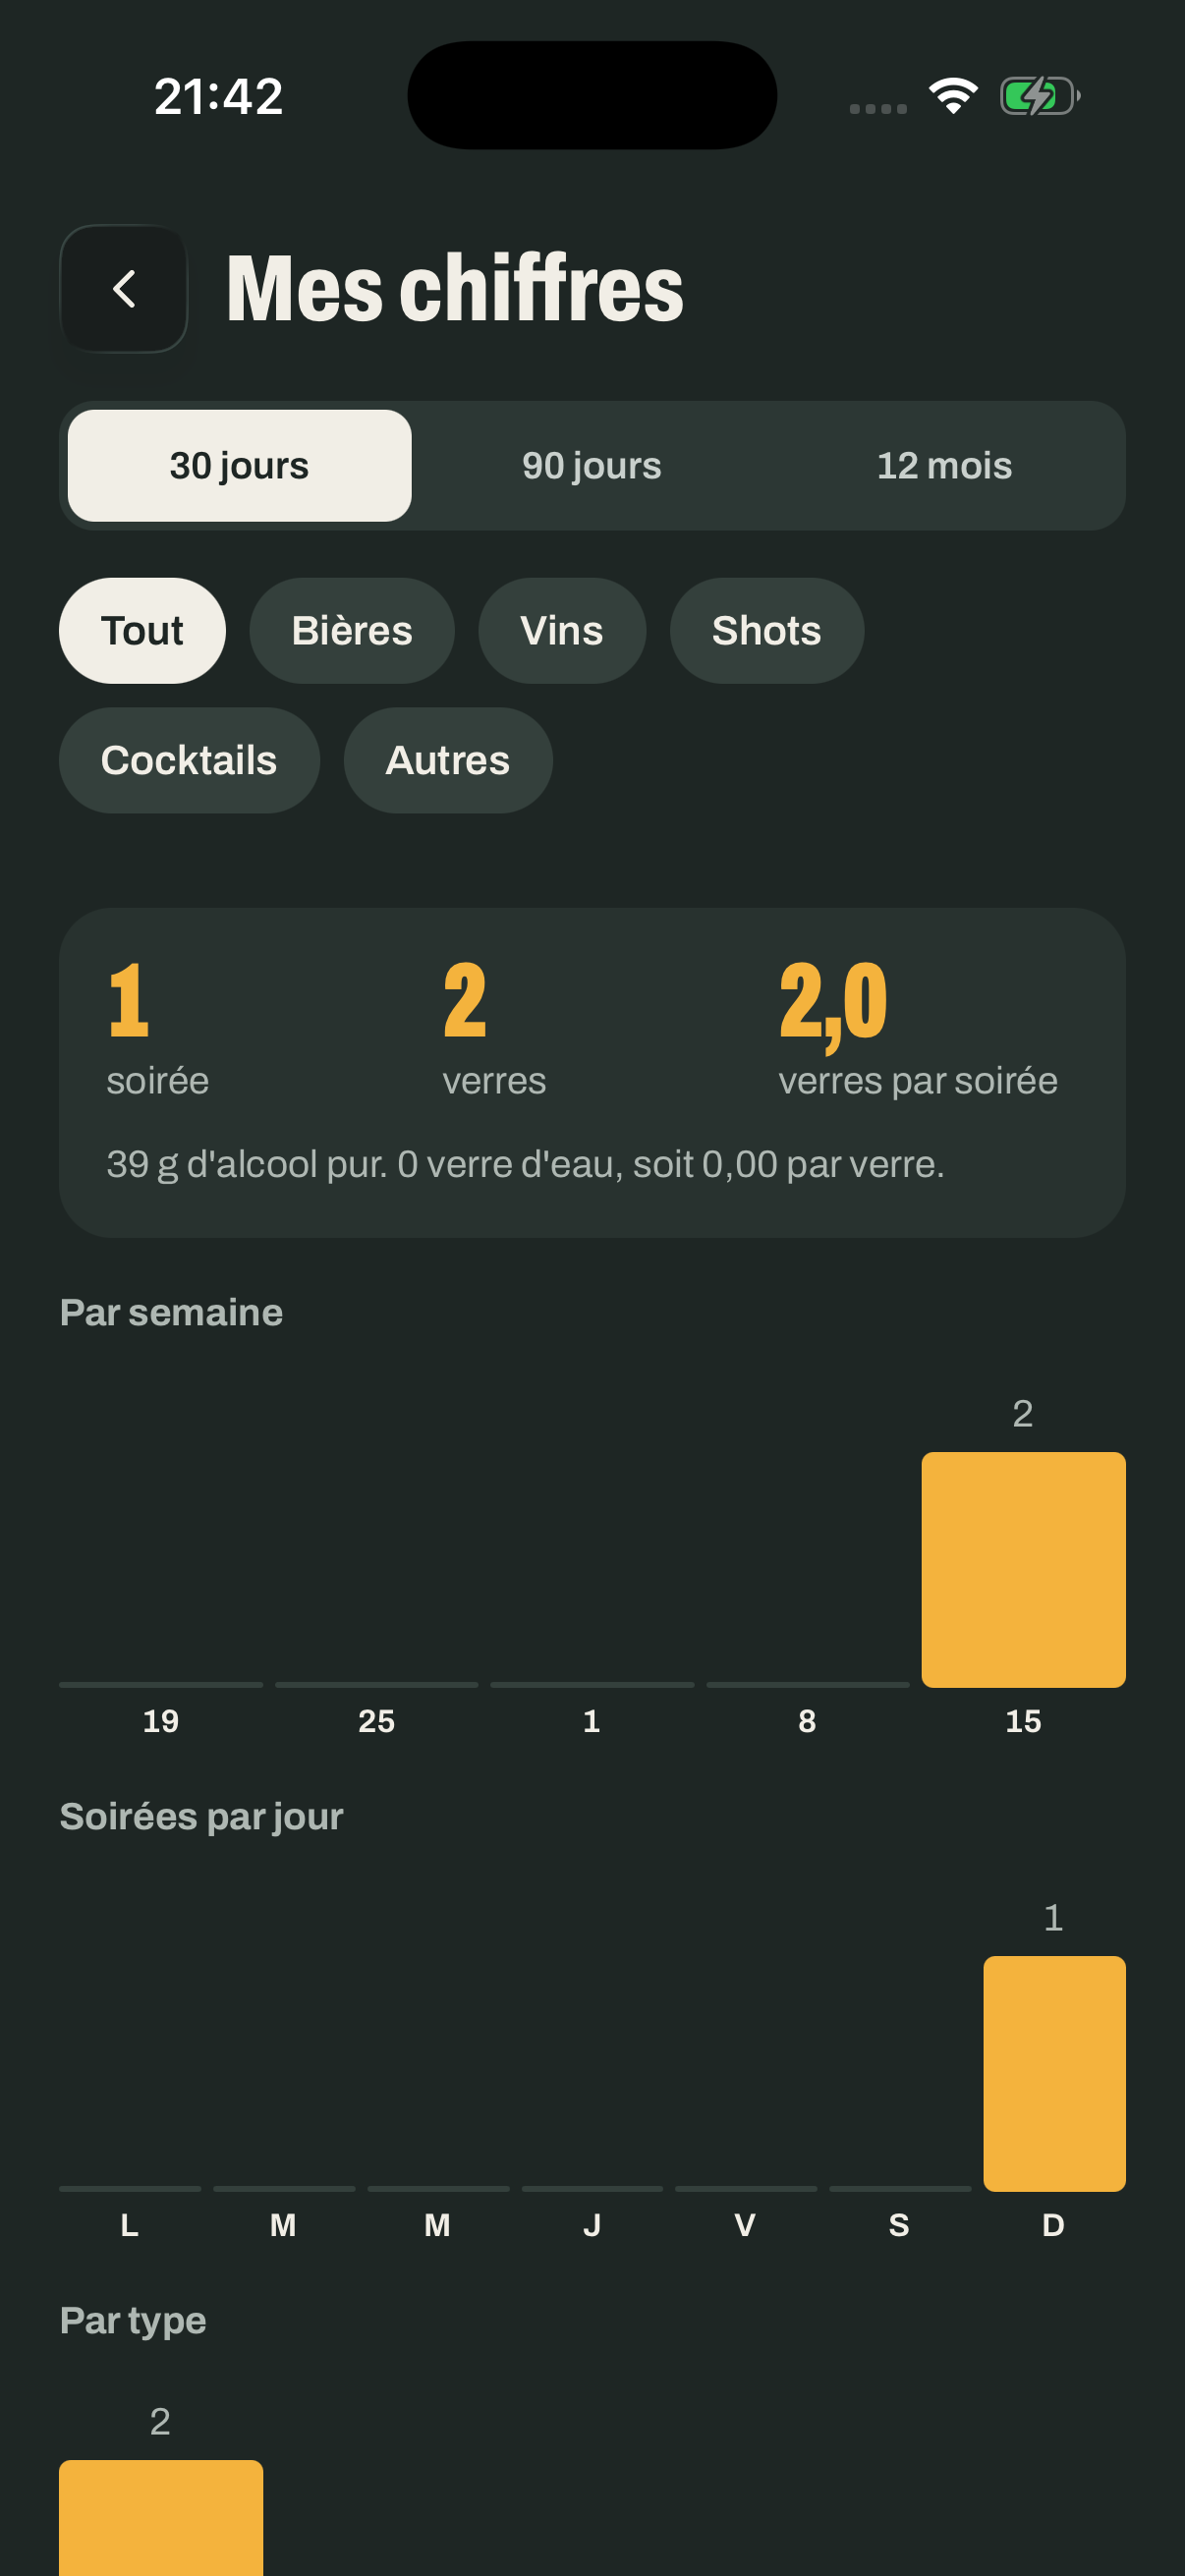 21:42
Mes chiffres
30 jours 90 jours 12 mois
Tout Bières Vins Shots
Cocktails Autres
1 2 2,0
soirée verres verres par soirée
39 g d'alcool pur. 0 verre d'eau, soit 0,00 par verre.
Par semaine
2
19 25 1 8 15
Soirées par jour
1
L M M J V S D
Par type
2